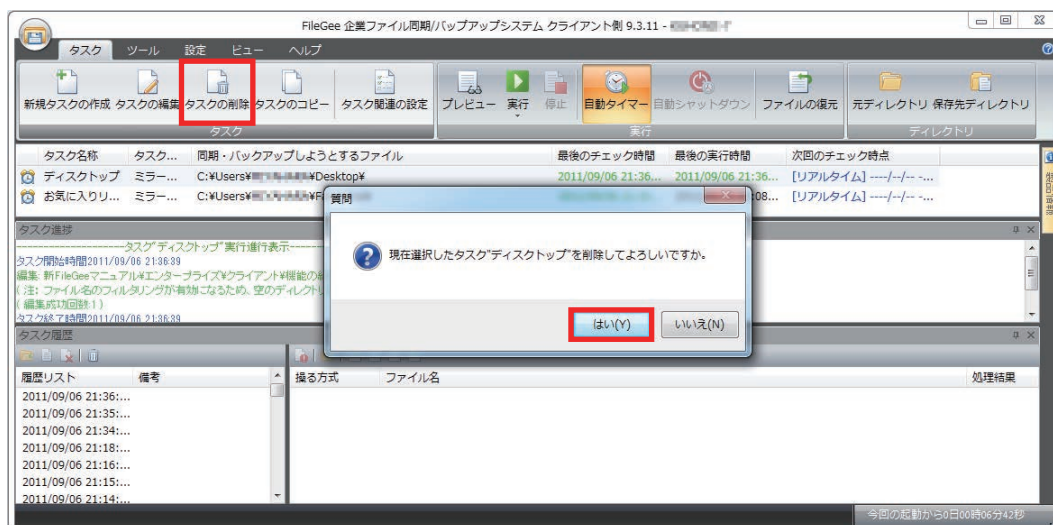 FileGee 企業ファイル同期/バップアップシステム クライアント側 9.3.11 -
タスク ツール 設定 ビュー ヘルプ
新規タスクの作成 タスクの編集 タスクの削除 タスクのコピー タスク関連の設定 プレビュー 実行 停止 自動タイマー 自動シャットダウン ファイルの復元 元ディレクトリ 保存先ディレクトリ
タスク 実行 ディレクトリ
タスク名称 タスク... 同期・バックアップしようとするファイル 最後のチェック時間 最後の実行時間 次回のチェック時点
ディスクトップ ミラー... C:¥Users¥ ¥Desktop¥ 2011/09/06 21:36... 2011/09/06 21:36... [リアルタイム] ----/--/-- -...
お気に入りリ... ミラー... C:¥Users¥ ¥F :08... [リアルタイム] ----/--/-- -...
質問
現在選択したタスク"ディスクトップ"を削除してよろしいですか。
はい(Y) いいえ(N)
タスク進捗
--------------------タスク"ディスクトップ"実行進行表示---
タスク開始時間2011/09/06 21:36:39
編集: 新FileGeeマニュアル¥エンタープライズ¥クライアント¥機能の
(注: ファイル名のフィルタリングが有効になるため、空のディレクトリ
(編集成功回数:1)
タスク終了時間2011/09/06 21:36:39
タスク履歴
履歴リスト 備考 操る方式 ファイル名 処理結果
2011/09/06 21:36:...
2011/09/06 21:35:...
2011/09/06 21:34:...
2011/09/06 21:18:...
2011/09/06 21:16:...
2011/09/06 21:15:...
2011/09/06 21:14:...
今回の起動から0日00時06分42秒